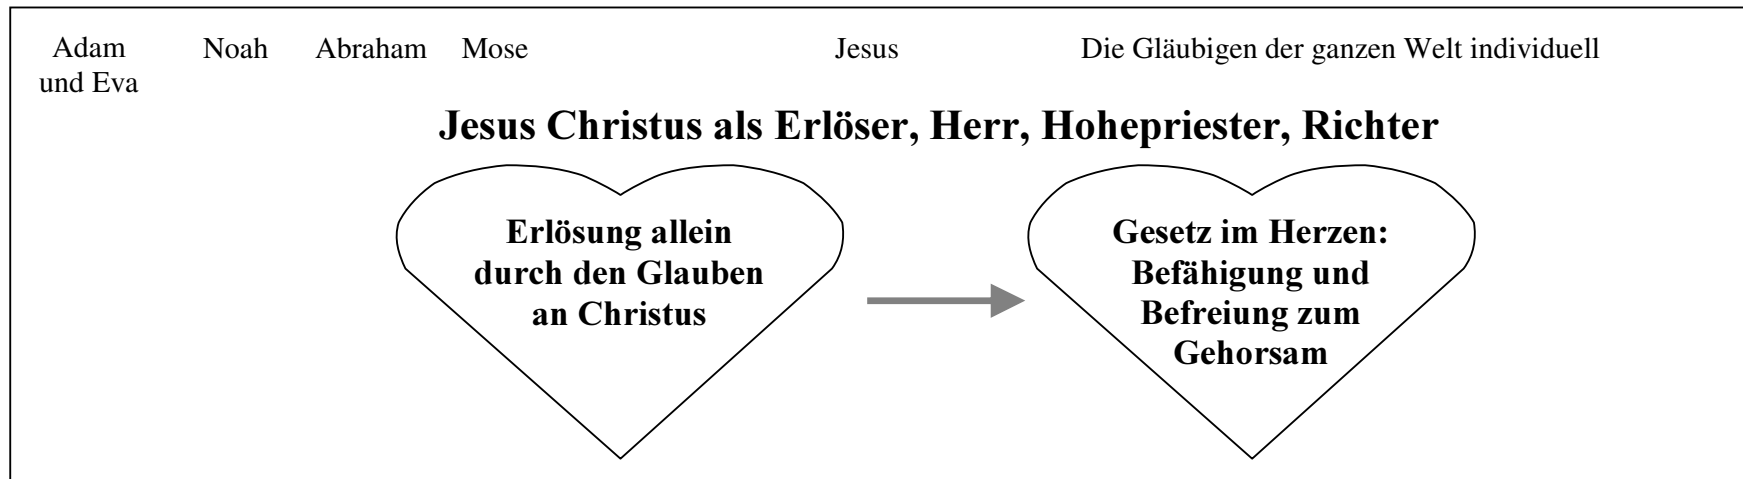 Adam und Eva
Noah
Abraham
Mose
Jesus
Die Gläubigen der ganzen Welt individuell
Jesus Christus als Erlöser, Herr, Hohepriester, Richter
Erlösung allein
durch den Glauben
an Christus
Gesetz im Herzen:
Befähigung und
Befreiung zum
Gehorsam